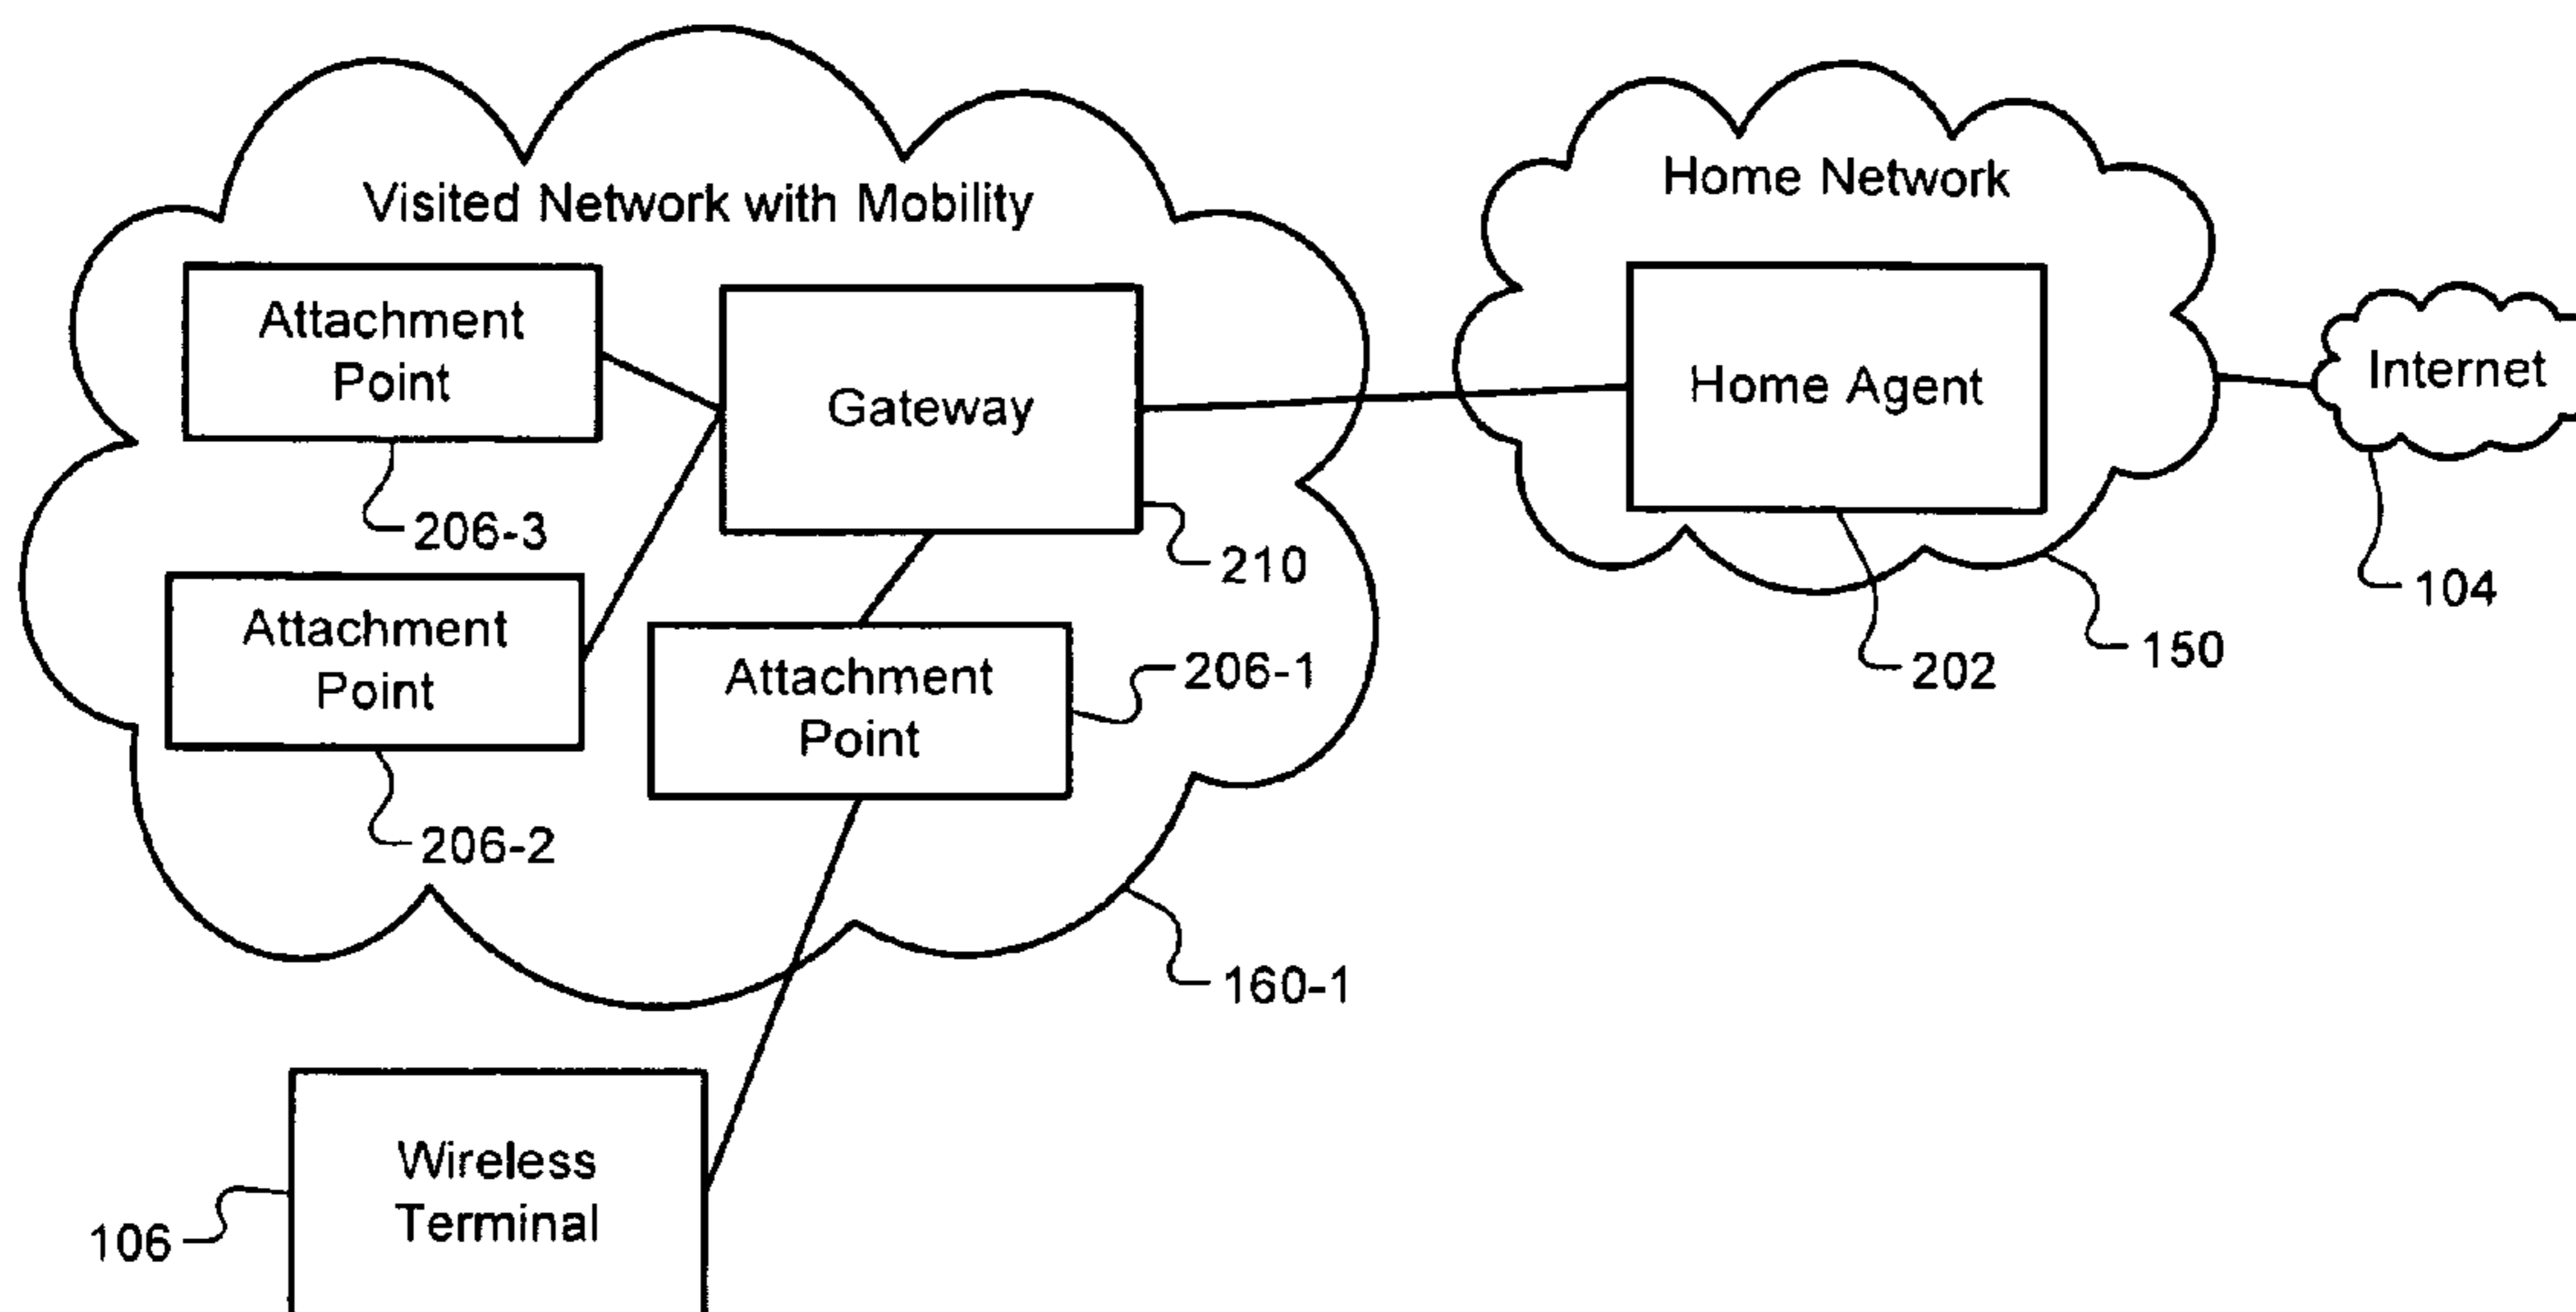 Visited Network with Mobility
Home Network
Attachment
Point
Gateway
Home Agent
Internet
206-3
210
104
Attachment
Point
Attachment
Point
206-1
202
150
206-2
160-1
Wireless
Terminal
106